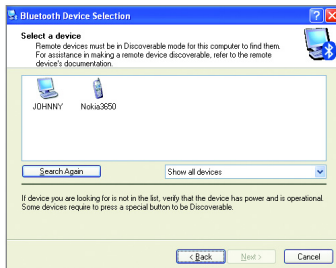 Bluetooth Device Selection
Select a device
Remote devices must be in Discoverable mode for this computer to find them.
For assistance in making a remote device discoverable, refer to the remote
device's documentation.
JOHNNY Nokia3650
Search Again Show all devices
If device you are looking for is not in the list, verify that the device has power and is operational.
Some devices require to press a special button to be Discoverable.
< Back Next > Cancel